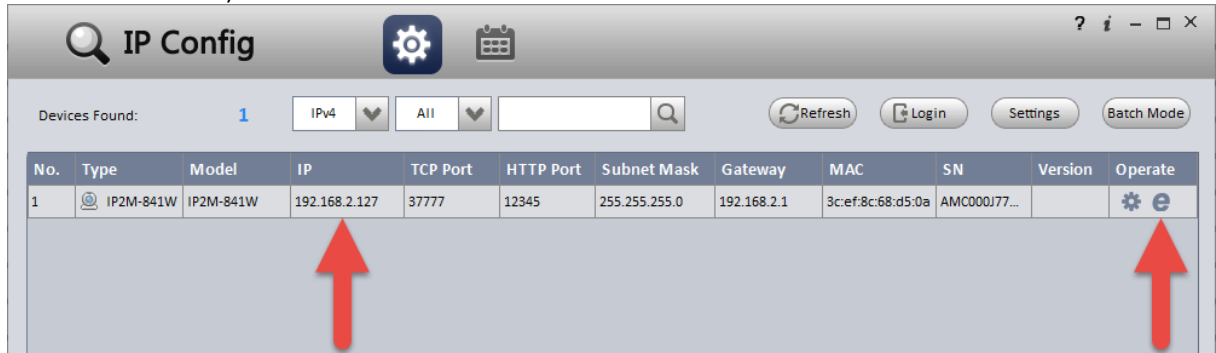 IP Config
? i
Devices Found: 1 IPv4 All Refresh Login Settings Batch Mode
No. Type Model IP TCP Port HTTP Port Subnet Mask Gateway MAC SN Version Operate
1 IP2M-841W IP2M-841W 192.168.2.127 37777 12345 255.255.255.0 192.168.2.1 3c:ef:8c:68:d5:0a AMC000J77... e